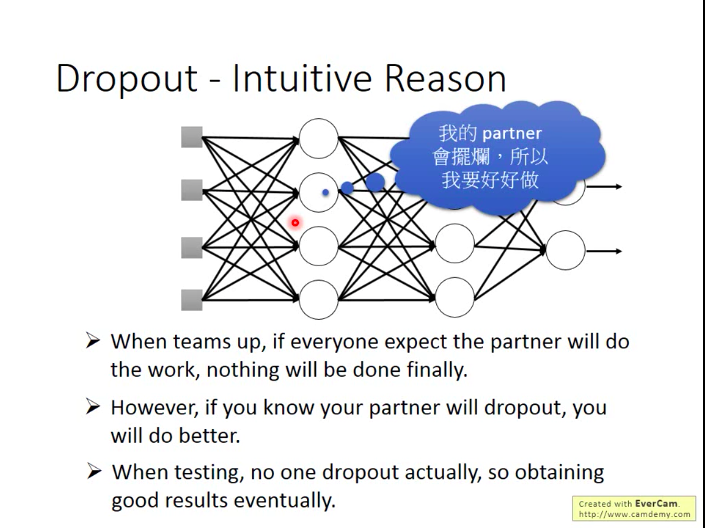 Dropout - Intuitive Reason
我的 partner
會擺爛，所以
我要好好做
When teams up, if everyone expect the partner will do
the work, nothing will be done finally.
However, if you know your partner will dropout, you
will do better.
When testing, no one dropout actually, so obtaining
good results eventually.
Created with EverCam.
http://www.camdemy.com